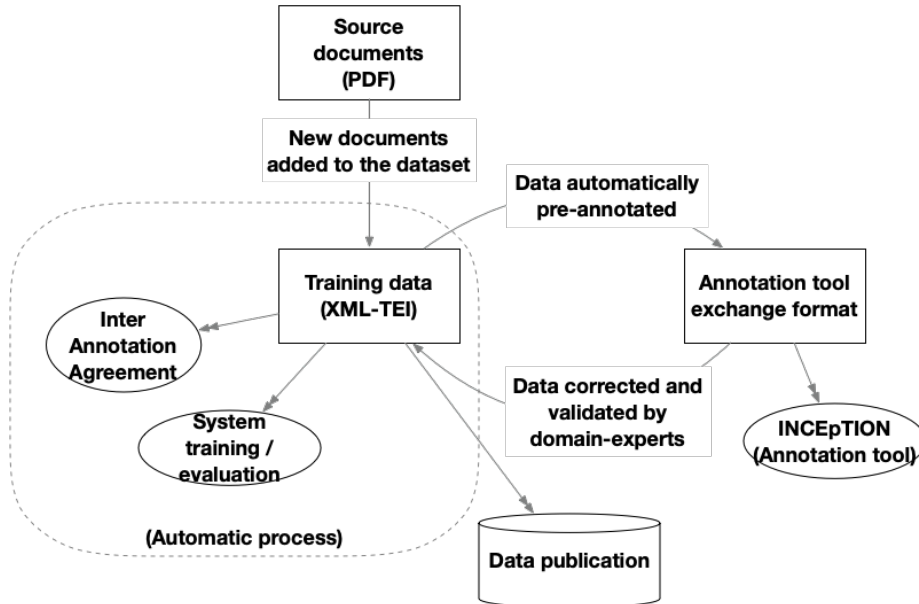 Source
documents
(PDF)
New documents
added to the dataset
Data automatically
pre-annotated
Training data
(XML-TEI)
Annotation tool
exchange format
Inter
Annotation
Agreement
Data corrected and
validated by
domain-experts
System
training /
evaluation
INCEpTION
(Annotation tool)
(Automatic process)
Data publication